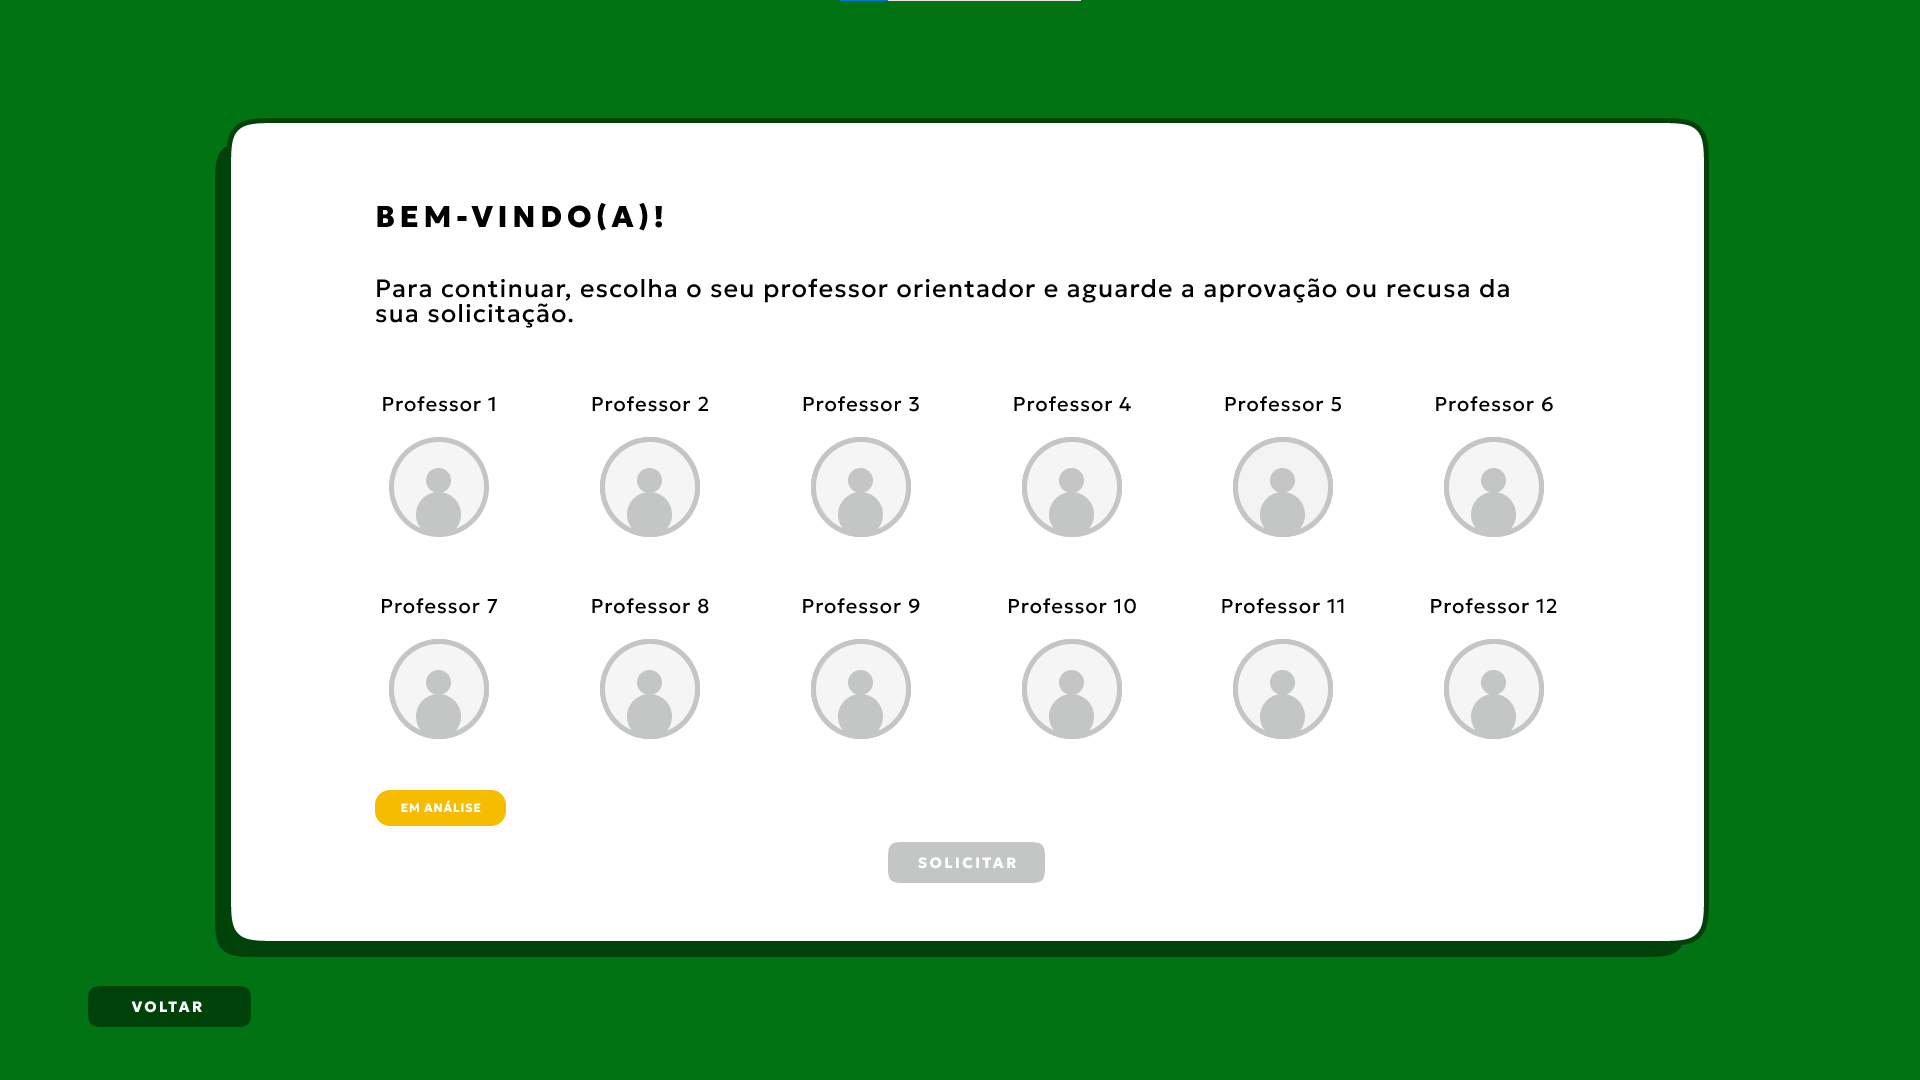 BEM-VINDO(A)!
Para continuar, escolha o seu professor orientador e aguarde a aprovação ou recusa da
sua solicitação.
Professor 1
Professor 2
Professor 3
Professor 4
Professor 5
Professor 6
Professor 7
Professor 8
Professor 9
Professor 10
Professor 11
Professor 12
EM ANÁLISE
SOLICITAR
VOLTAR